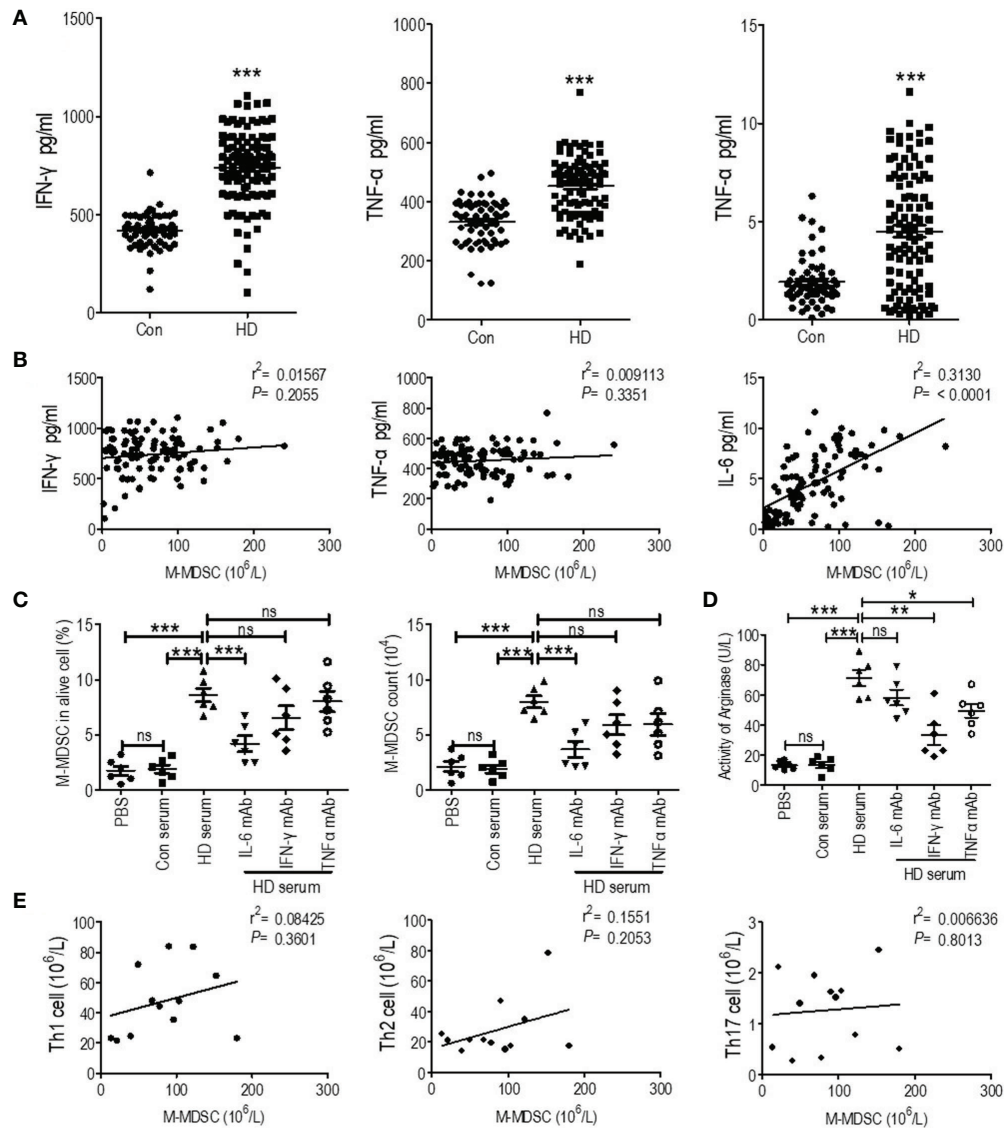 A
IFN-γ pg/ml
1500
1000
500
0
***
Con
HD
TNF-α pg/ml
1000
800
600
400
200
0
***
Con
HD
TNF-α pg/ml
15
10
5
0
***
Con
HD
B
IFN-γ pg/ml
1500
1000
750
500
250
0
r² = 0.01567
P= 0.2055
0
100
200
300
M-MDSC (10⁶/L)
TNF-α pg/ml
1000
800
600
400
200
0
r² = 0.009113
P= 0.3351
0
100
200
300
M-MDSC (10⁶/L)
IL-6 pg/ml
15
10
5
0
r² = 0.3130
P= < 0.0001
0
100
200
300
M-MDSC (10⁶/L)
C
M-MDSC in alive cell (%)
15
10
5
0
ns
***
ns
***
***
ns
PBS
Con serum
HD serum
IL-6 mAb
IFN-γ mAb
TNFα mAb
HD serum
M-MDSC count (10⁴)
15
10
5
0
ns
***
ns
***
***
ns
PBS
Con serum
HD serum
IL-6 mAb
IFN-γ mAb
TNFα mAb
HD serum
D
Activity of Arginase (U/L)
100
80
60
40
20
0
*
***
**
***
ns
ns
PBS
Con serum
HD serum
IL-6 mAb
IFN-γ mAb
TNFα mAb
HD serum
E
Th1 cell (10⁶/L)
100
80
60
40
20
0
r² = 0.08425
P= 0.3601
0
100
200
300
M-MDSC (10⁶/L)
Th2 cell (10⁶/L)
100
80
60
40
20
0
r² = 0.1551
P= 0.2053
0
100
200
300
M-MDSC (10⁶/L)
Th17 cell (10⁶/L)
3
2
1
0
r² = 0.006636
P= 0.8013
0
100
200
300
M-MDSC (10⁶/L)